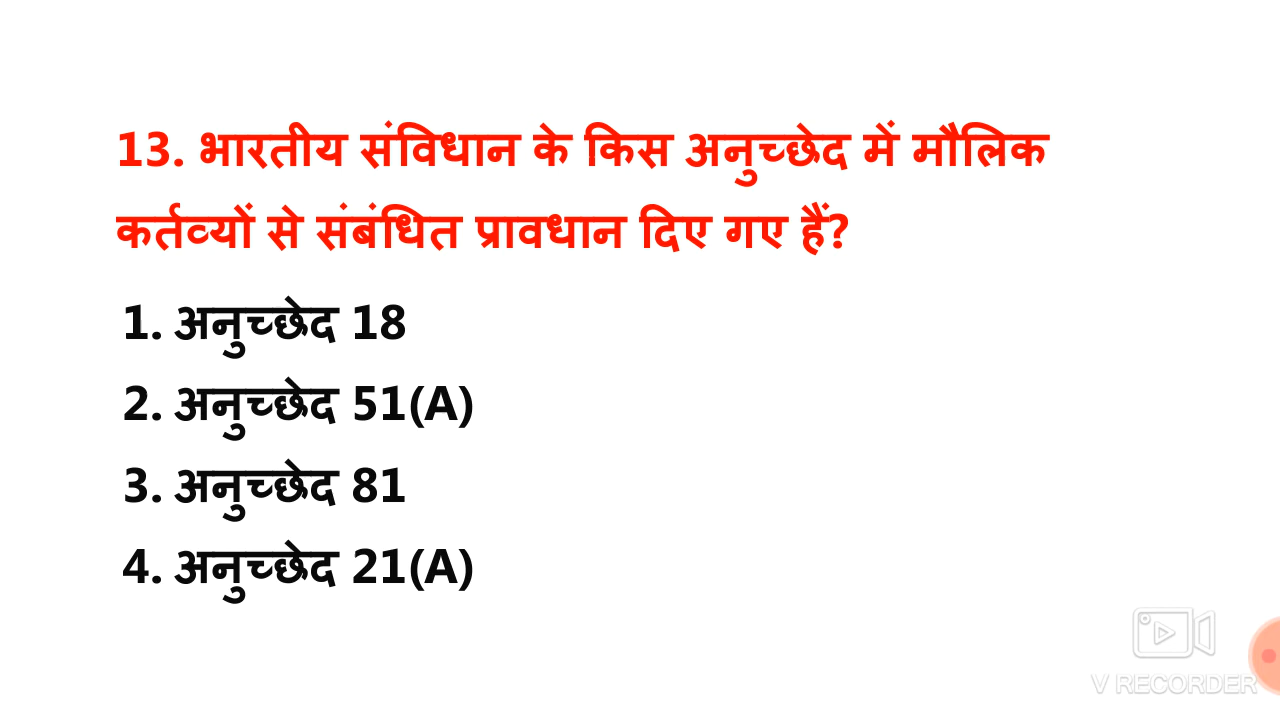 13. भारतीय संविधान के किस अनुच्छेद में मौलिक
कर्तव्यों से संबंधित प्रावधान दिए गए हैं?
1. अनुच्छेद 18
2. अनुच्छेद 51(A)
3. अनुच्छेद 81
4. अनुच्छेद 21(A)
V RECORDER